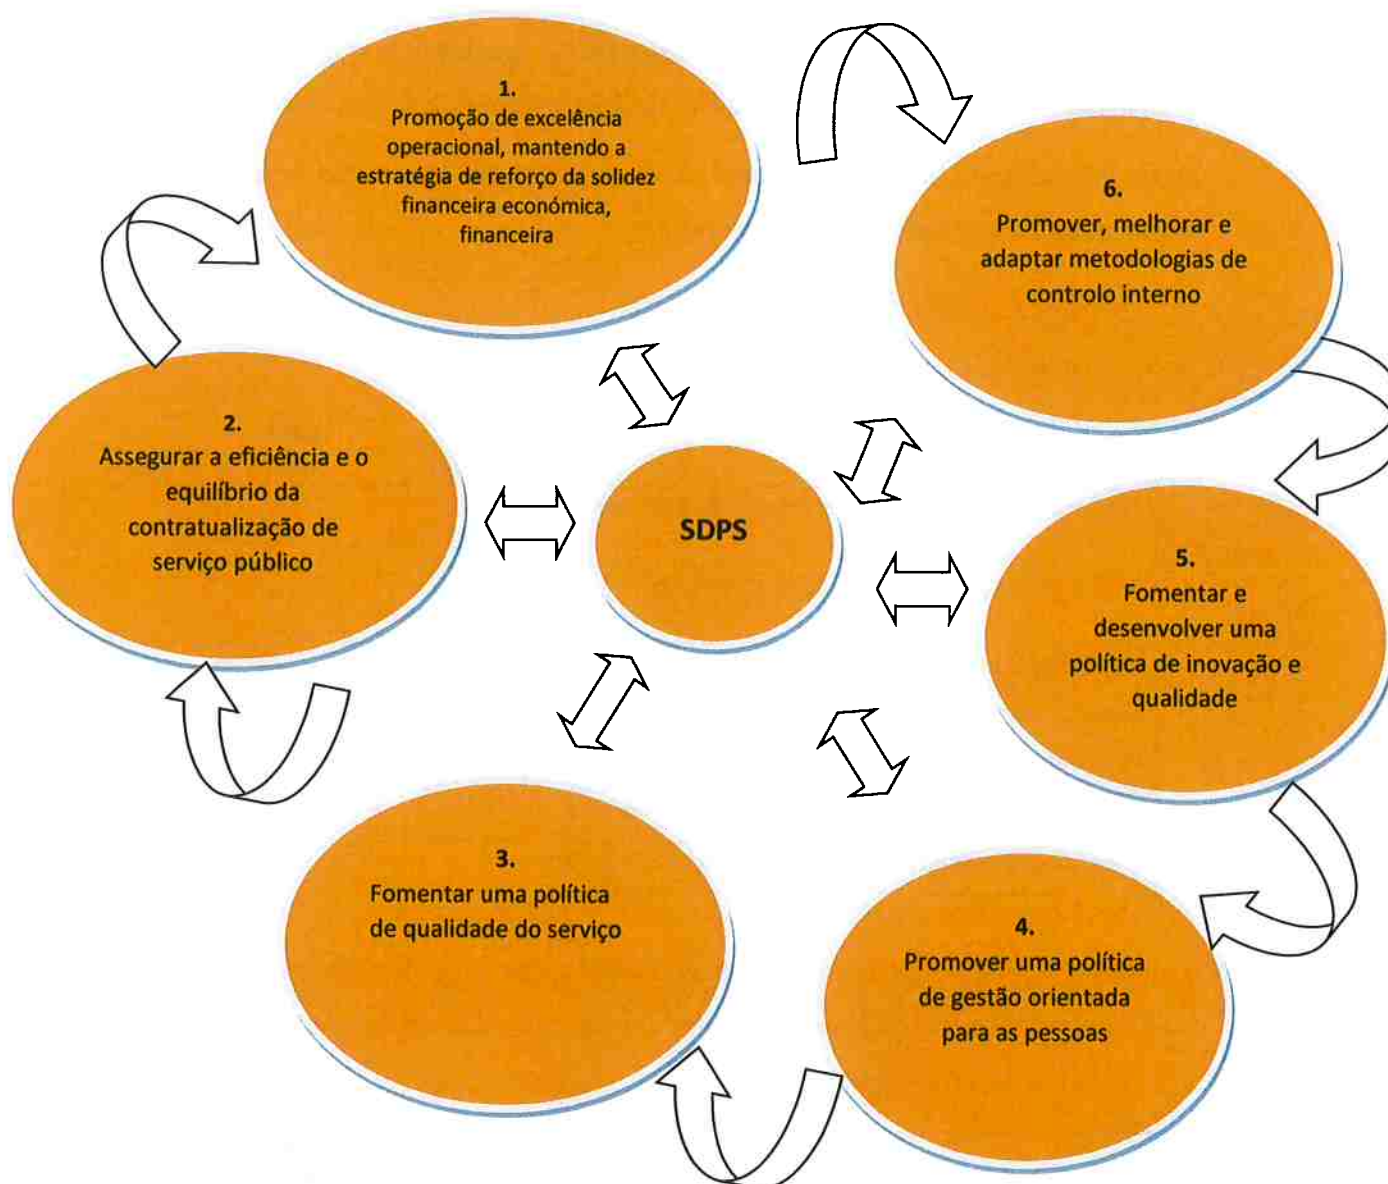 1.
Promoção de excelência
operacional, mantendo a
estratégia de reforço da solidez
financeira económica,
financeira
6.
Promover, melhorar e
adaptar metodologias de
controlo interno
2.
Assegurar a eficiência e o
equilíbrio da
contratualização de
serviço público
SDPS
5.
Fomentar e
desenvolver uma
política de inovação e
qualidade
3.
Fomentar uma política
de qualidade do serviço
4.
Promover uma política
de gestão orientada
para as pessoas